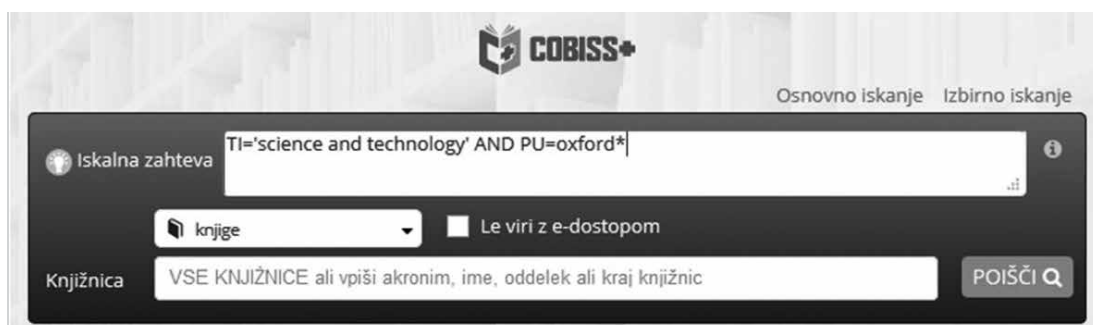 COBISS+
Osnovno iskanje Izbirno iskanje
Iskalna zahteva TI='science and technology' AND PU=oxford*
knjige Le viri z e-dostopom
Knjižnica VSE KNJIŽNICE ali vpiši akronim, ime, oddelek ali kraj knjižnic POIŠČI